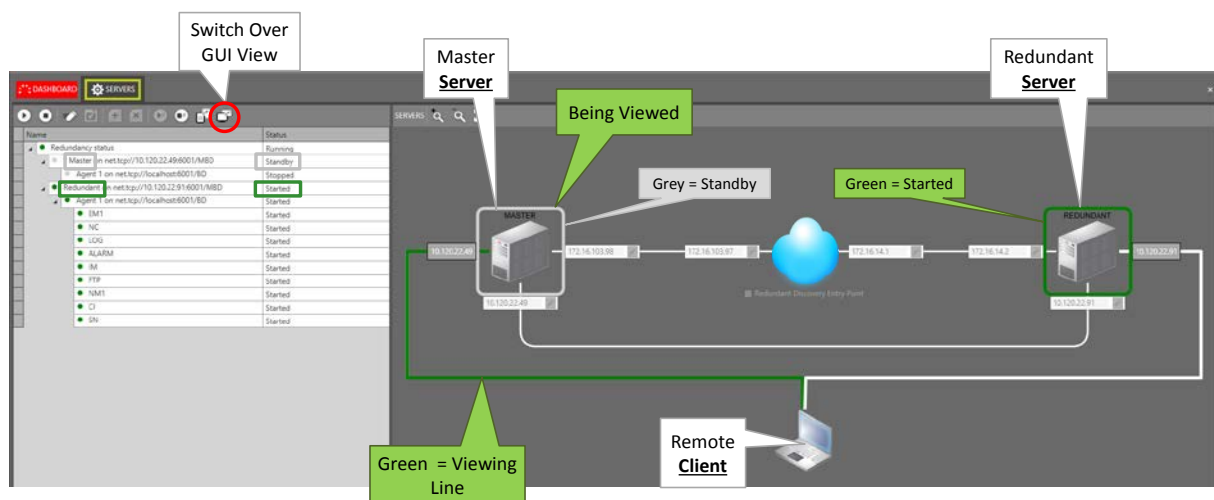 Switch Over
GUI View
Master
Server
Redundant
Server
DASHBOARD
SERVERS
Being Viewed
SERVERS
Name
Status
Redundancy status
Running
Master on net.tcp://10.120.22.49:6001/MBD
Standby
Agent 1 on net.tcp://localhost:6001/BD
Stopped
Redundant on net.tcp://10.120.22.91:6001/MBD
Started
Agent 1 on net.tcp://localhost:6001/BD
Started
EM1
Started
NC
Started
LOG
Started
ALARM
Started
IM
Started
FTP
Started
NM1
Started
CI
Started
SN
Started
Grey = Standby
Green = Started
MASTER
REDUNDANT
10.120.22.49
172.16.103.98
172.16.103.97
172.16.14.1
172.16.14.2
10.120.22.91
Redundant Discovery Entry Point
10.120.22.49
10.120.22.91
Remote
Client
Green = Viewing
Line